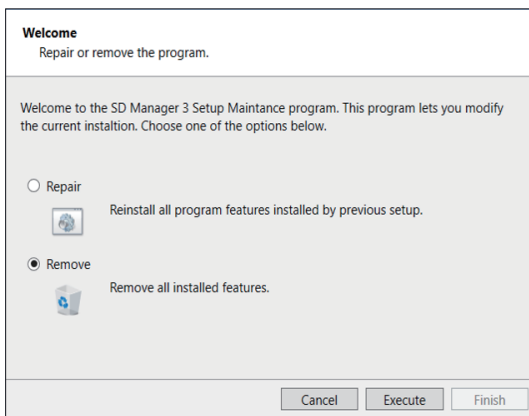 Welcome
Repair or remove the program.
Welcome to the SD Manager 3 Setup Maintance program. This program lets you modify
the current instaltion. Choose one of the options below.
Repair
Reinstall all program features installed by previous setup.
Remove
Remove all installed features.
Cancel Execute Finish